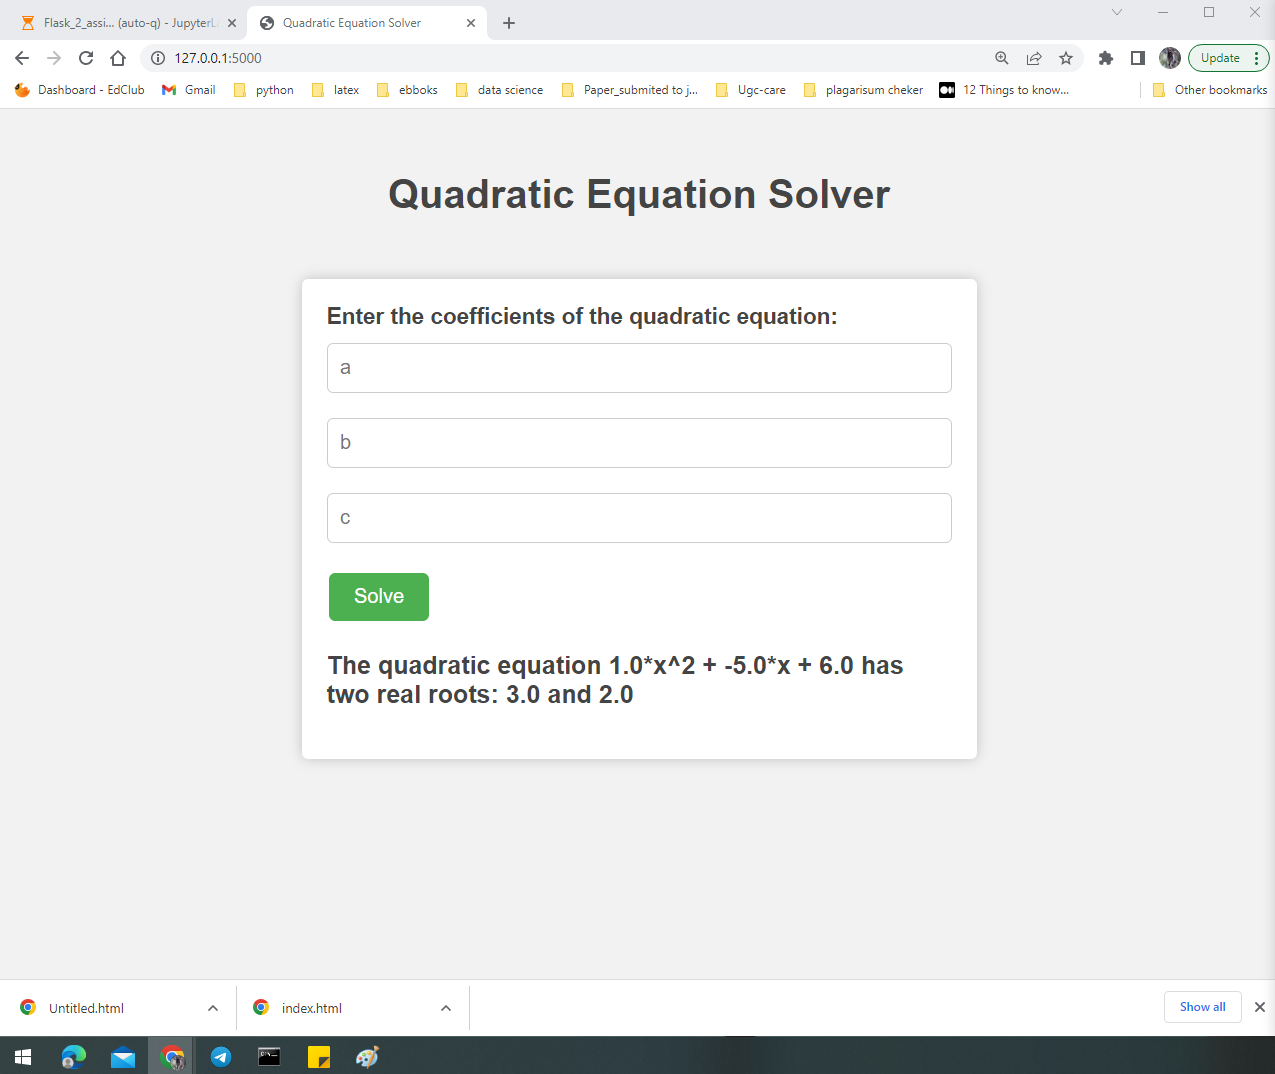 Flask_2_assi... (auto-q) - JupyterL
Quadratic Equation Solver
127.0.0.1:5000
Update
Dashboard - EdClub
Gmail
python
latex
ebboks
data science
Paper_submited to j...
Ugc-care
plagarisum cheker
12 Things to know...
Other bookmarks
Quadratic Equation Solver
Enter the coefficients of the quadratic equation:
a
b
c
Solve
The quadratic equation 1.0*x^2 + -5.0*x + 6.0 has
two real roots: 3.0 and 2.0
Untitled.html
index.html
Show all